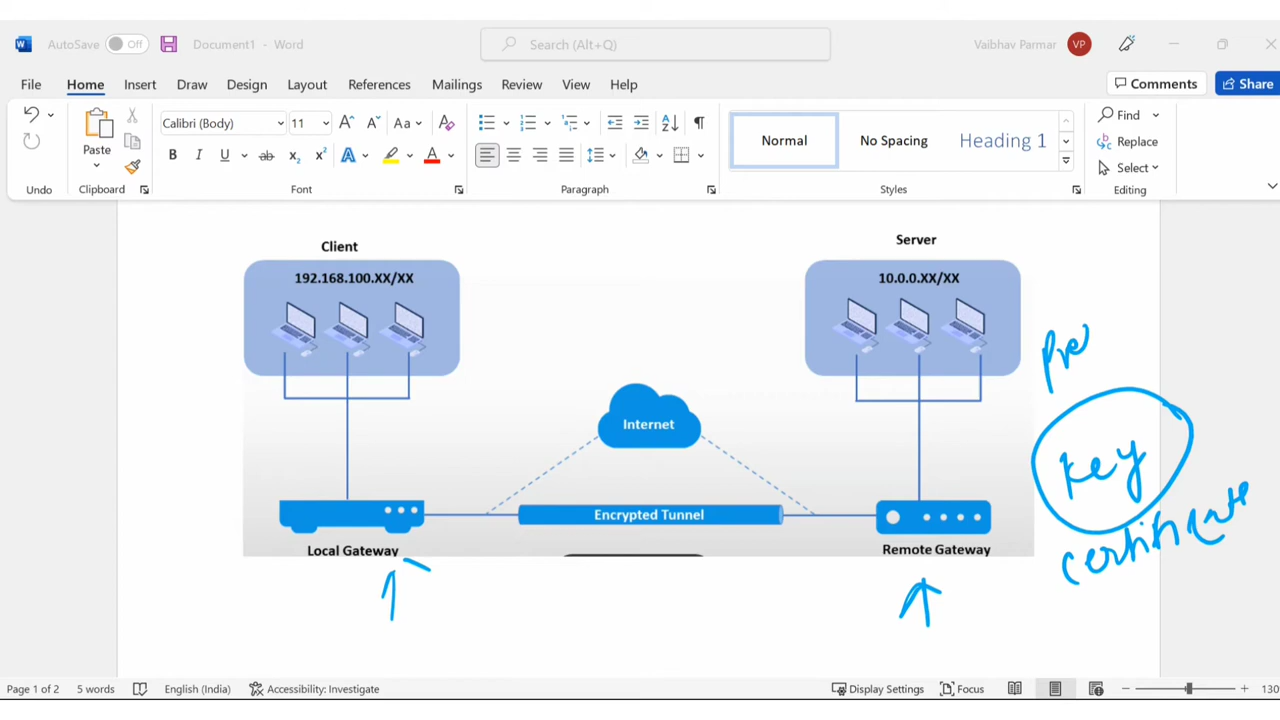 AutoSave Off Document1 - Word Search (Alt+Q) Vaibhav Parmar VP
File Home Insert Draw Design Layout References Mailings Review View Help Comments Share
Calibri (Body) 11 Aa Normal No Spacing Heading 1 Find
Paste Replace
B I U ab x₂ x² A A Select
Undo Clipboard Font Paragraph Styles Editing
Client Server
192.168.100.XX/XX 10.0.0.XX/XX
Pre
Internet
Key
Encrypted Tunnel
certificate
Local Gateway Remote Gateway
Page 1 of 2 5 words English (India) Accessibility: Investigate Display Settings Focus 130